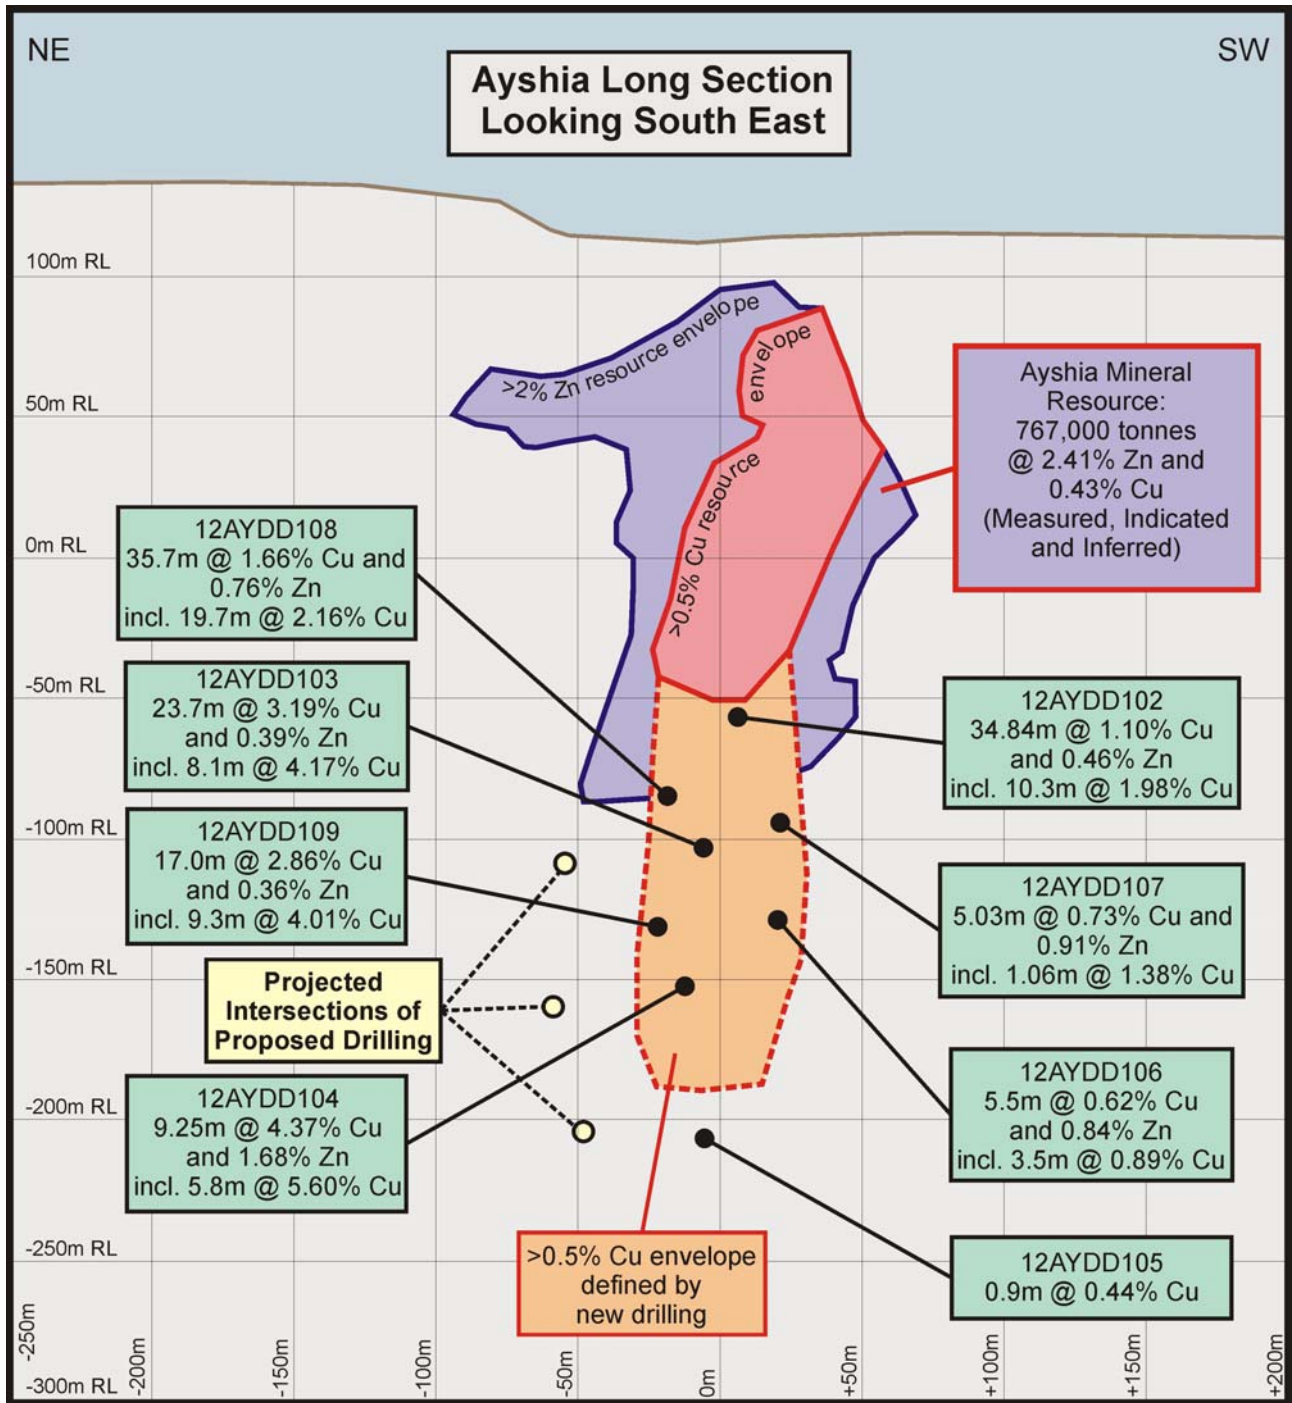 NE
SW
Ayshia Long Section
Looking South East
100m RL
>2% Zn resource envelope
envelope
50m RL
Ayshia Mineral
Resource:
767,000 tonnes
@ 2.41% Zn and
0.43% Cu
(Measured, Indicated
and Inferred)
>0.5% Cu resource
12AYDD108
35.7m @ 1.66% Cu and
0.76% Zn
incl. 19.7m @ 2.16% Cu
0m RL
12AYDD103
23.7m @ 3.19% Cu
and 0.39% Zn
incl. 8.1m @ 4.17% Cu
-50m RL
12AYDD102
34.84m @ 1.10% Cu
and 0.46% Zn
incl. 10.3m @ 1.98% Cu
12AYDD109
17.0m @ 2.86% Cu
and 0.36% Zn
incl. 9.3m @ 4.01% Cu
-100m RL
12AYDD107
5.03m @ 0.73% Cu and
0.91% Zn
incl. 1.06m @ 1.38% Cu
-150m RL
Projected
Intersections of
Proposed Drilling
12AYDD106
5.5m @ 0.62% Cu
and 0.84% Zn
incl. 3.5m @ 0.89% Cu
12AYDD104
9.25m @ 4.37% Cu
and 1.68% Zn
incl. 5.8m @ 5.60% Cu
-200m RL
-250m RL
>0.5% Cu envelope
defined by
new drilling
12AYDD105
0.9m @ 0.44% Cu
-300m RL
-250m
-200m
-150m
-100m
-50m
0m
+50m
+100m
+150m
+200m